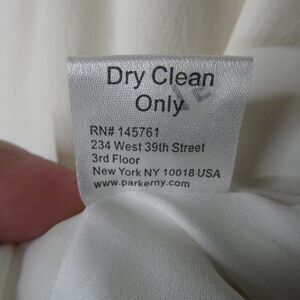 Dry Clean
Only
RN# 145761
234 West 39th Street
3rd Floor
New York NY 10018 USA
www.parkerny.com